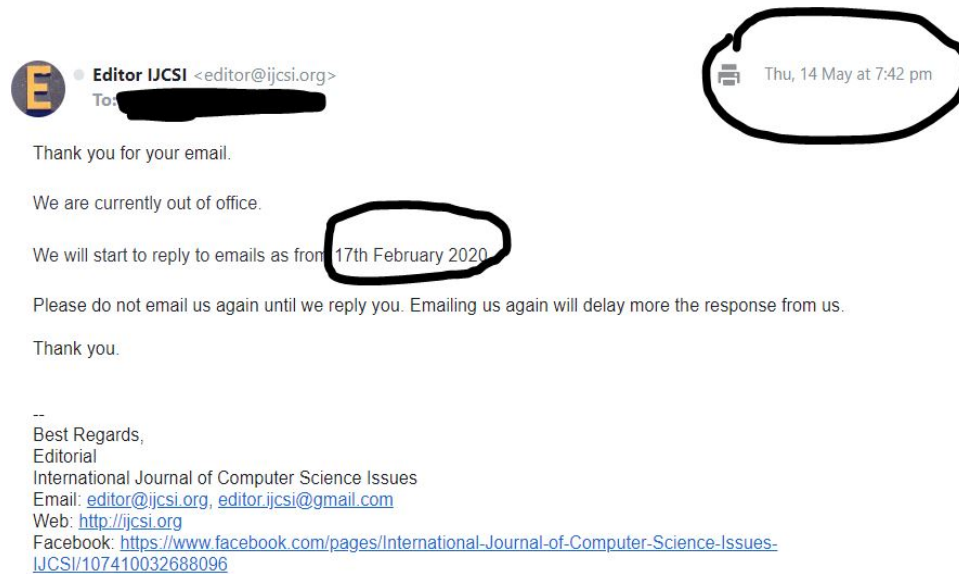 E
Editor IJCSI <editor@ijcsi.org>
Thu, 14 May at 7:42 pm
To:
Thank you for your email.
We are currently out of office.
We will start to reply to emails as from 17th February 2020
Please do not email us again until we reply you. Emailing us again will delay more the response from us.
Thank you.
--
Best Regards,
Editorial
International Journal of Computer Science Issues
Email: editor@ijcsi.org, editor.ijcsi@gmail.com
Web: http://ijcsi.org
Facebook: https://www.facebook.com/pages/International-Journal-of-Computer-Science-Issues-
IJCSI/107410032688096